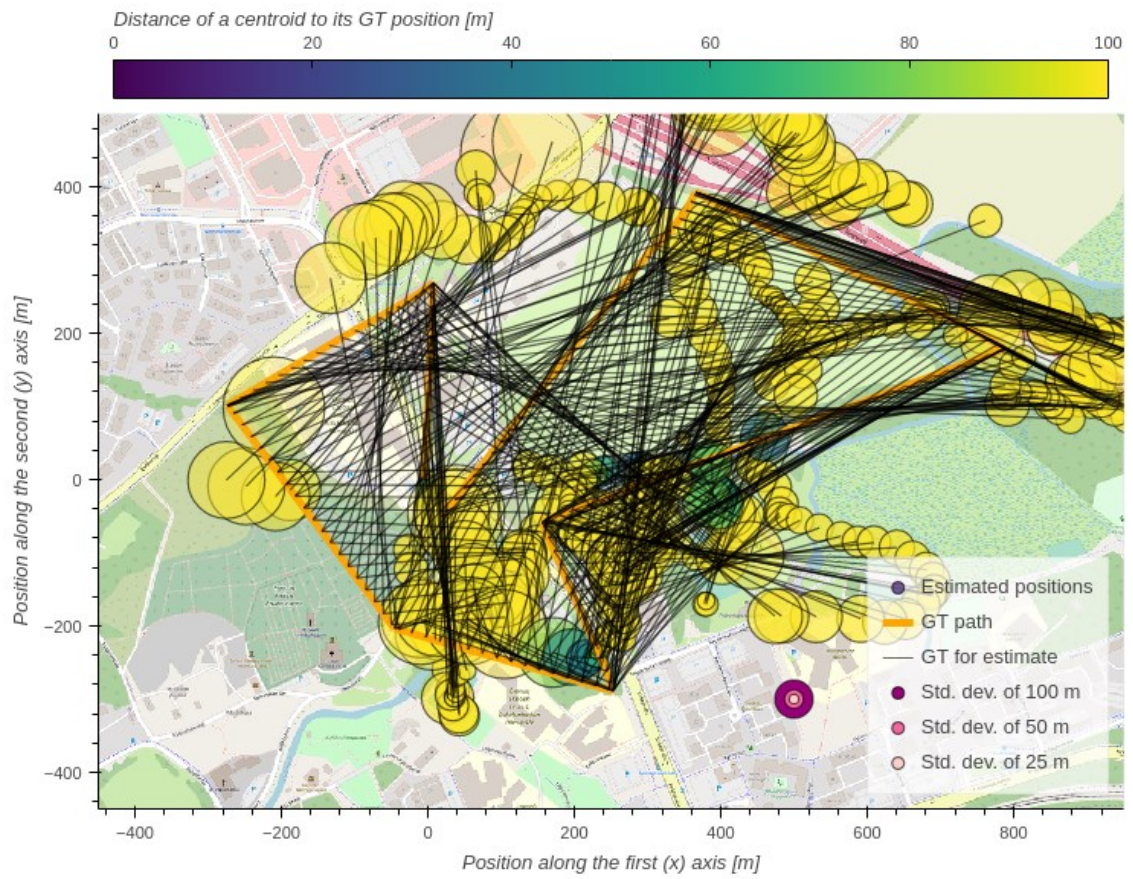 Distance of a centroid to its GT position [m]
0 20 40 60 80 100
Position along the second (y) axis [m]
400
200
0
−200
−400
Estimated positions
GT path
GT for estimate
Std. dev. of 100 m
Std. dev. of 50 m
Std. dev. of 25 m
−400 −200 0 200 400 600 800
Position along the first (x) axis [m]